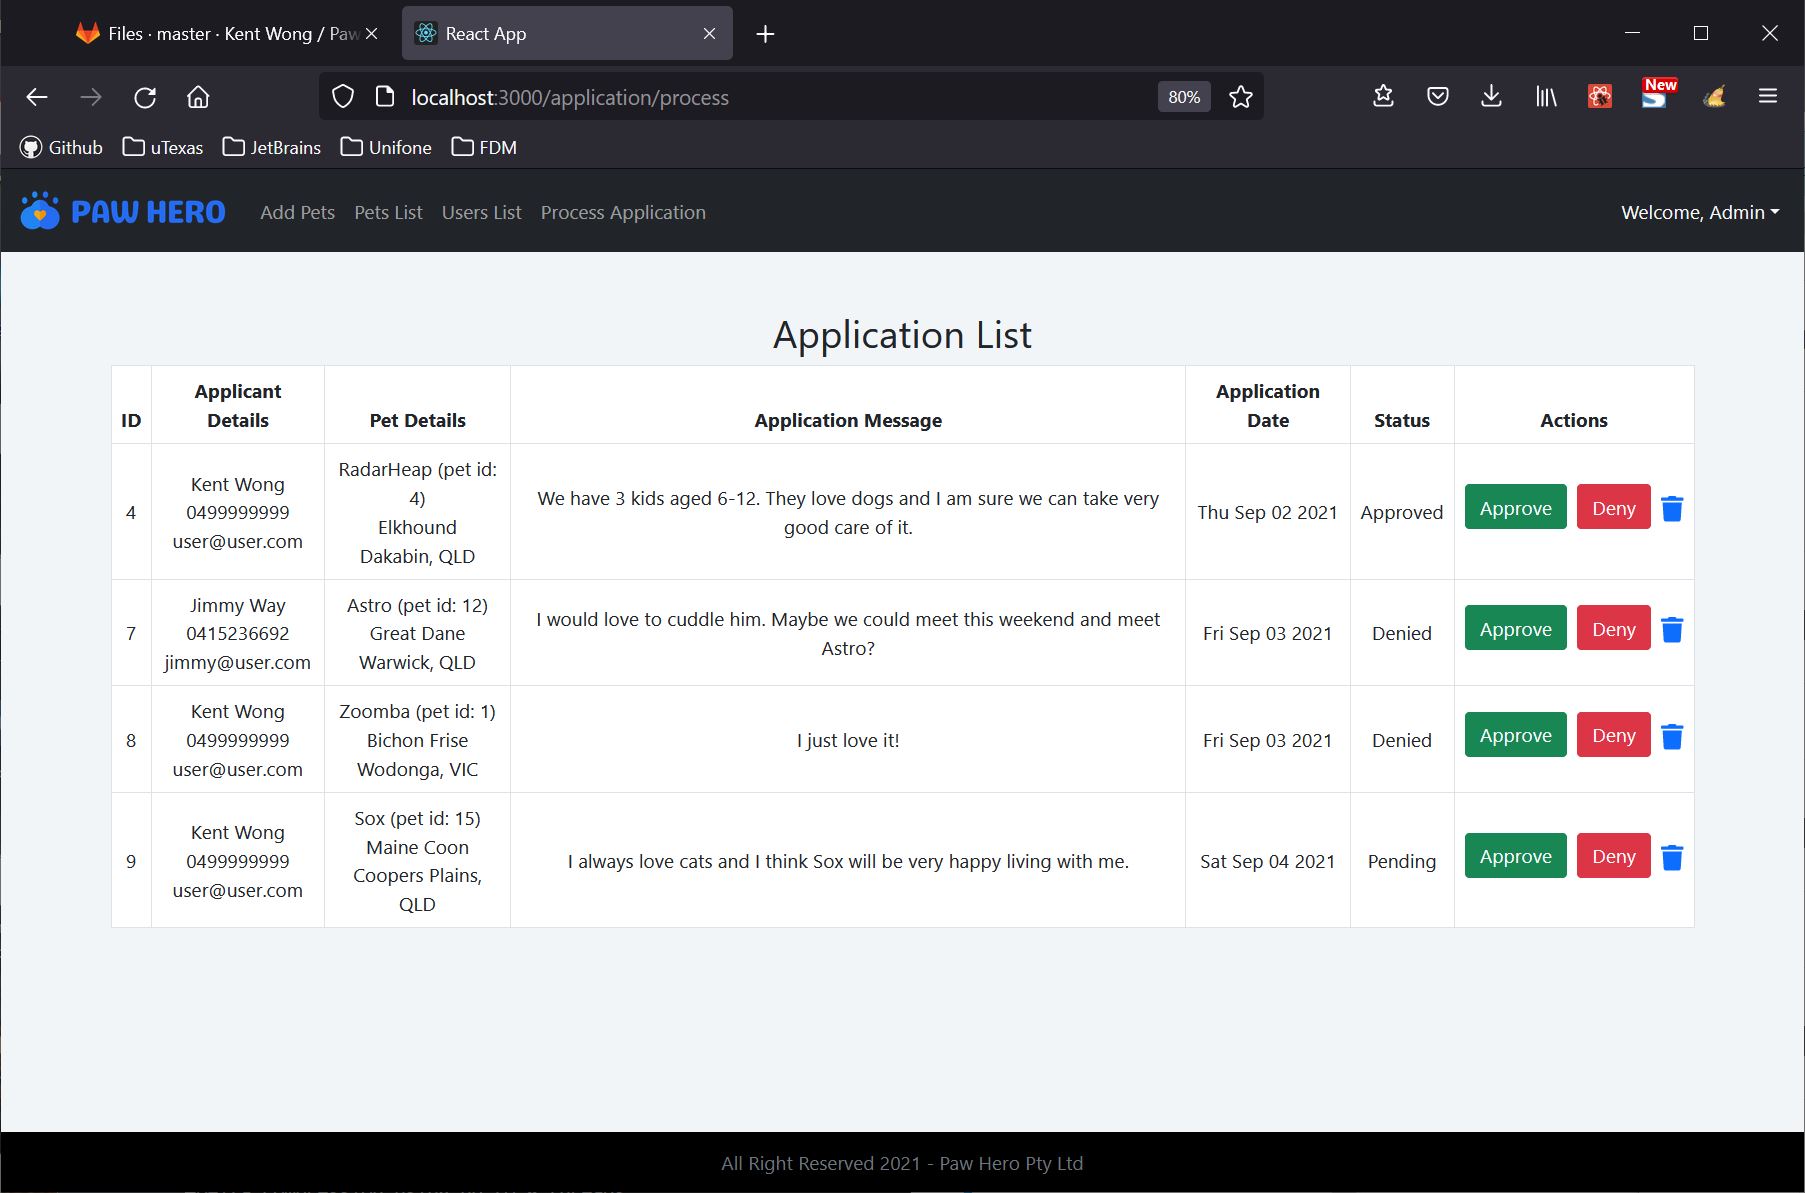 Files · master · Kent Wong / Paw
React App
localhost:3000/application/process
80%
New
Github
uTexas
JetBrains
Unifone
FDM
PAW HERO
Add Pets
Pets List
Users List
Process Application
Welcome, Admin
Application List
ID
Applicant
Details
Pet Details
Application Message
Application
Date
Status
Actions
4
Kent Wong
0499999999
user@user.com
RadarHeap (pet id:
4)
Elkhound
Dakabin, QLD
We have 3 kids aged 6-12. They love dogs and I am sure we can take very
good care of it.
Thu Sep 02 2021
Approved
Approve
Deny
7
Jimmy Way
0415236692
jimmy@user.com
Astro (pet id: 12)
Great Dane
Warwick, QLD
I would love to cuddle him. Maybe we could meet this weekend and meet
Astro?
Fri Sep 03 2021
Denied
Approve
Deny
8
Kent Wong
0499999999
user@user.com
Zoomba (pet id: 1)
Bichon Frise
Wodonga, VIC
I just love it!
Fri Sep 03 2021
Denied
Approve
Deny
9
Kent Wong
0499999999
user@user.com
Sox (pet id: 15)
Maine Coon
Coopers Plains,
QLD
I always love cats and I think Sox will be very happy living with me.
Sat Sep 04 2021
Pending
Approve
Deny
All Right Reserved 2021 - Paw Hero Pty Ltd